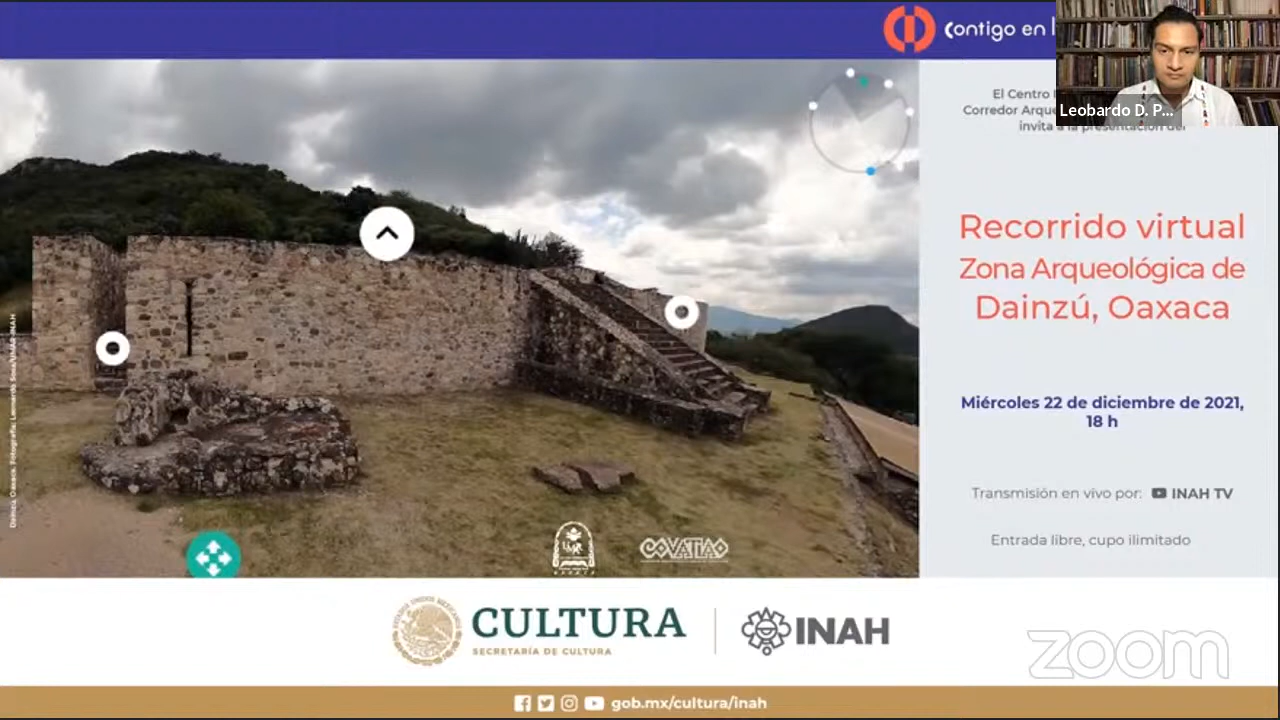 Contigo en l
Leobardo D. P...
El Centro
Corredor Arque
invita a la presentación del
Recorrido virtual
Zona Arqueológica de
Dainzú, Oaxaca
Miércoles 22 de diciembre de 2021,
18 h
Transmisión en vivo por: INAH TV
Entrada libre, cupo ilimitado
COVATIAO
CULTURA
SECRETARÍA DE CULTURA
INAH
zoom
gob.mx/cultura/inah